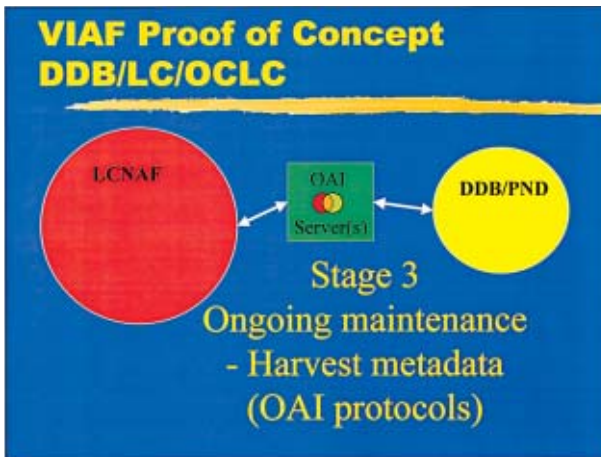 VIAF Proof of Concept
DDB/LC/OCLC
LCNAF
OAI
Server(s)
DDB/PND
Stage 3
Ongoing maintenance
- Harvest metadata
(OAI protocols)